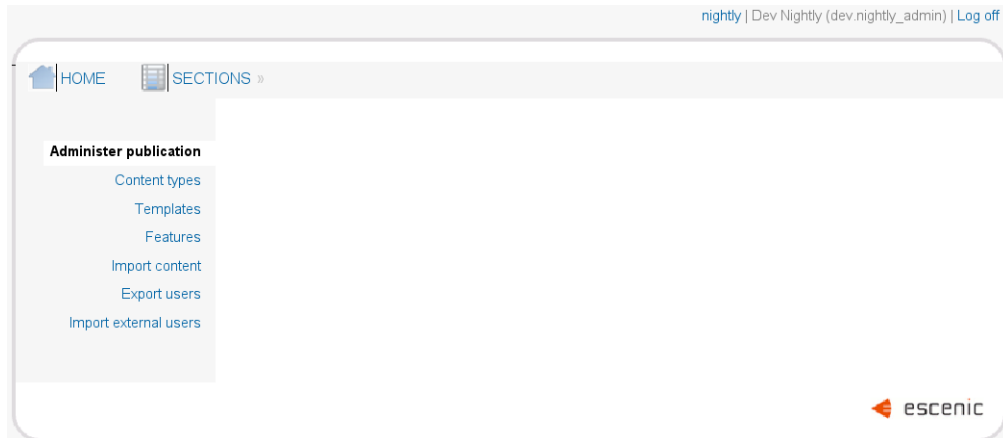 nightly | Dev Nightly (dev.nightly_admin) | Log off
HOME SECTIONS »
Administer publication
Content types
Templates
Features
Import content
Export users
Import external users
escenic